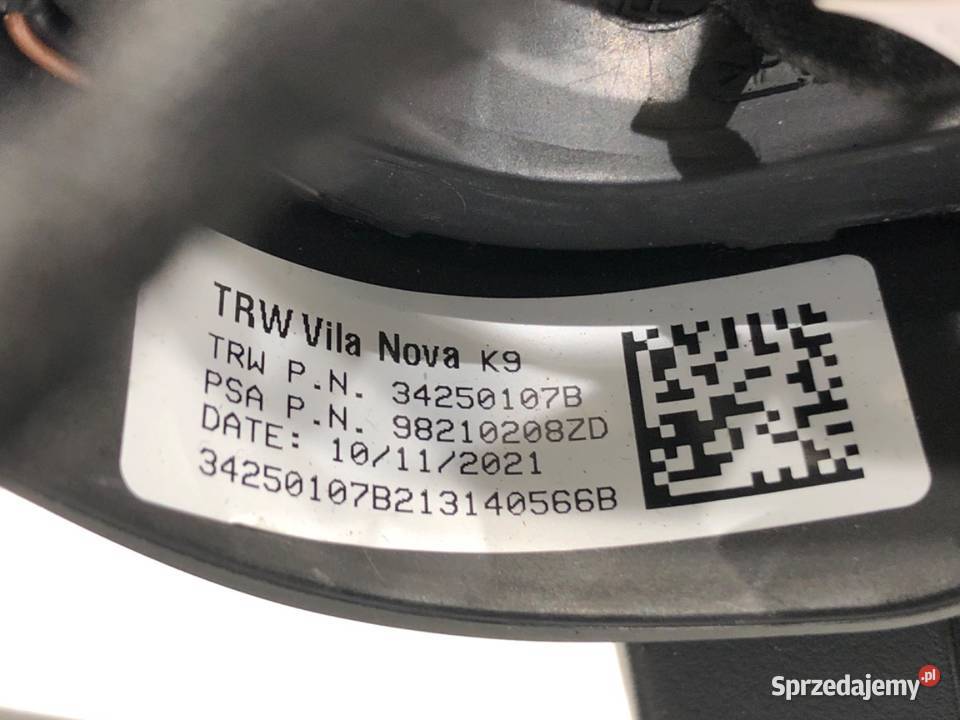 TRW Vila Nova K9
TRW P.N. 34250107B
PSA P.N. 98210208ZD
DATE: 10/11/2021
34250107B213140566B
Sprzedajemy.pl